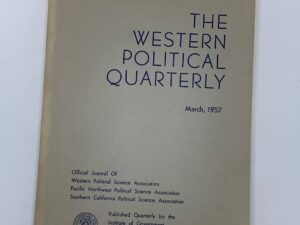 THE
WESTERN
POLITICAL
QUARTERLY
March, 1957
Official Journal Of
Western Political Science Association
Pacific Northwest Political Science Association
Southern California Political Science Association
Published Quarterly by the
Institute of Government